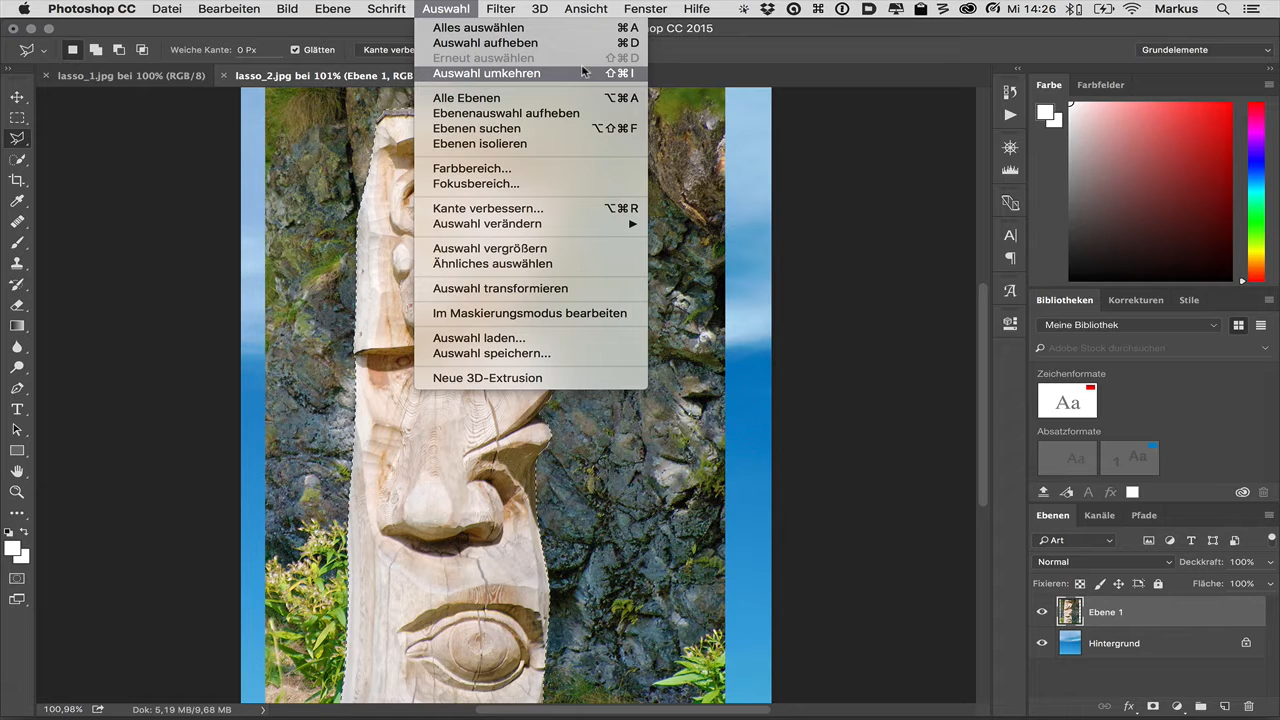 Photoshop CC Datei Bearbeiten Bild Ebene Schrift Auswahl Filter 3D Ansicht Fenster Hilfe Mi 14:26 Markus
Alles auswählen ⌘A
Auswahl aufheben ⌘D
Erneut auswählen ⇧⌘D
Auswahl umkehren ⇧⌘I
Alle Ebenen ⌥⌘A
Ebenenauswahl aufheben
Ebenen suchen ⌥⇧⌘F
Ebenen isolieren
Farbbereich...
Fokusbereich...
Kante verbessern... ⌥⌘R
Auswahl verändern
Auswahl vergrößern
Ähnliches auswählen
Auswahl transformieren
Im Maskierungsmodus bearbeiten
Auswahl laden...
Auswahl speichern...
Neue 3D-Extrusion
shop CC 2015
Weiche Kante: 0 Px Glätten Kante verbe
Grundelemente
lasso_1.jpg bei 100% (RGB/8) lasso_2.jpg bei 101% (Ebene 1, RGB
Farbe Farbfelder
Bibliotheken Korrekturen Stile
Meine Bibliothek
Adobe Stock durchsuchen
Zeichenformate
Aa
Absatzformate
Aa
1 Aa
Ebenen Kanäle Pfade
Art
Normal Deckkraft: 100%
Fixieren: Fläche: 100%
Ebene 1
Hintergrund
fx
100,98% Dok: 5,19 MB/9,68 MB